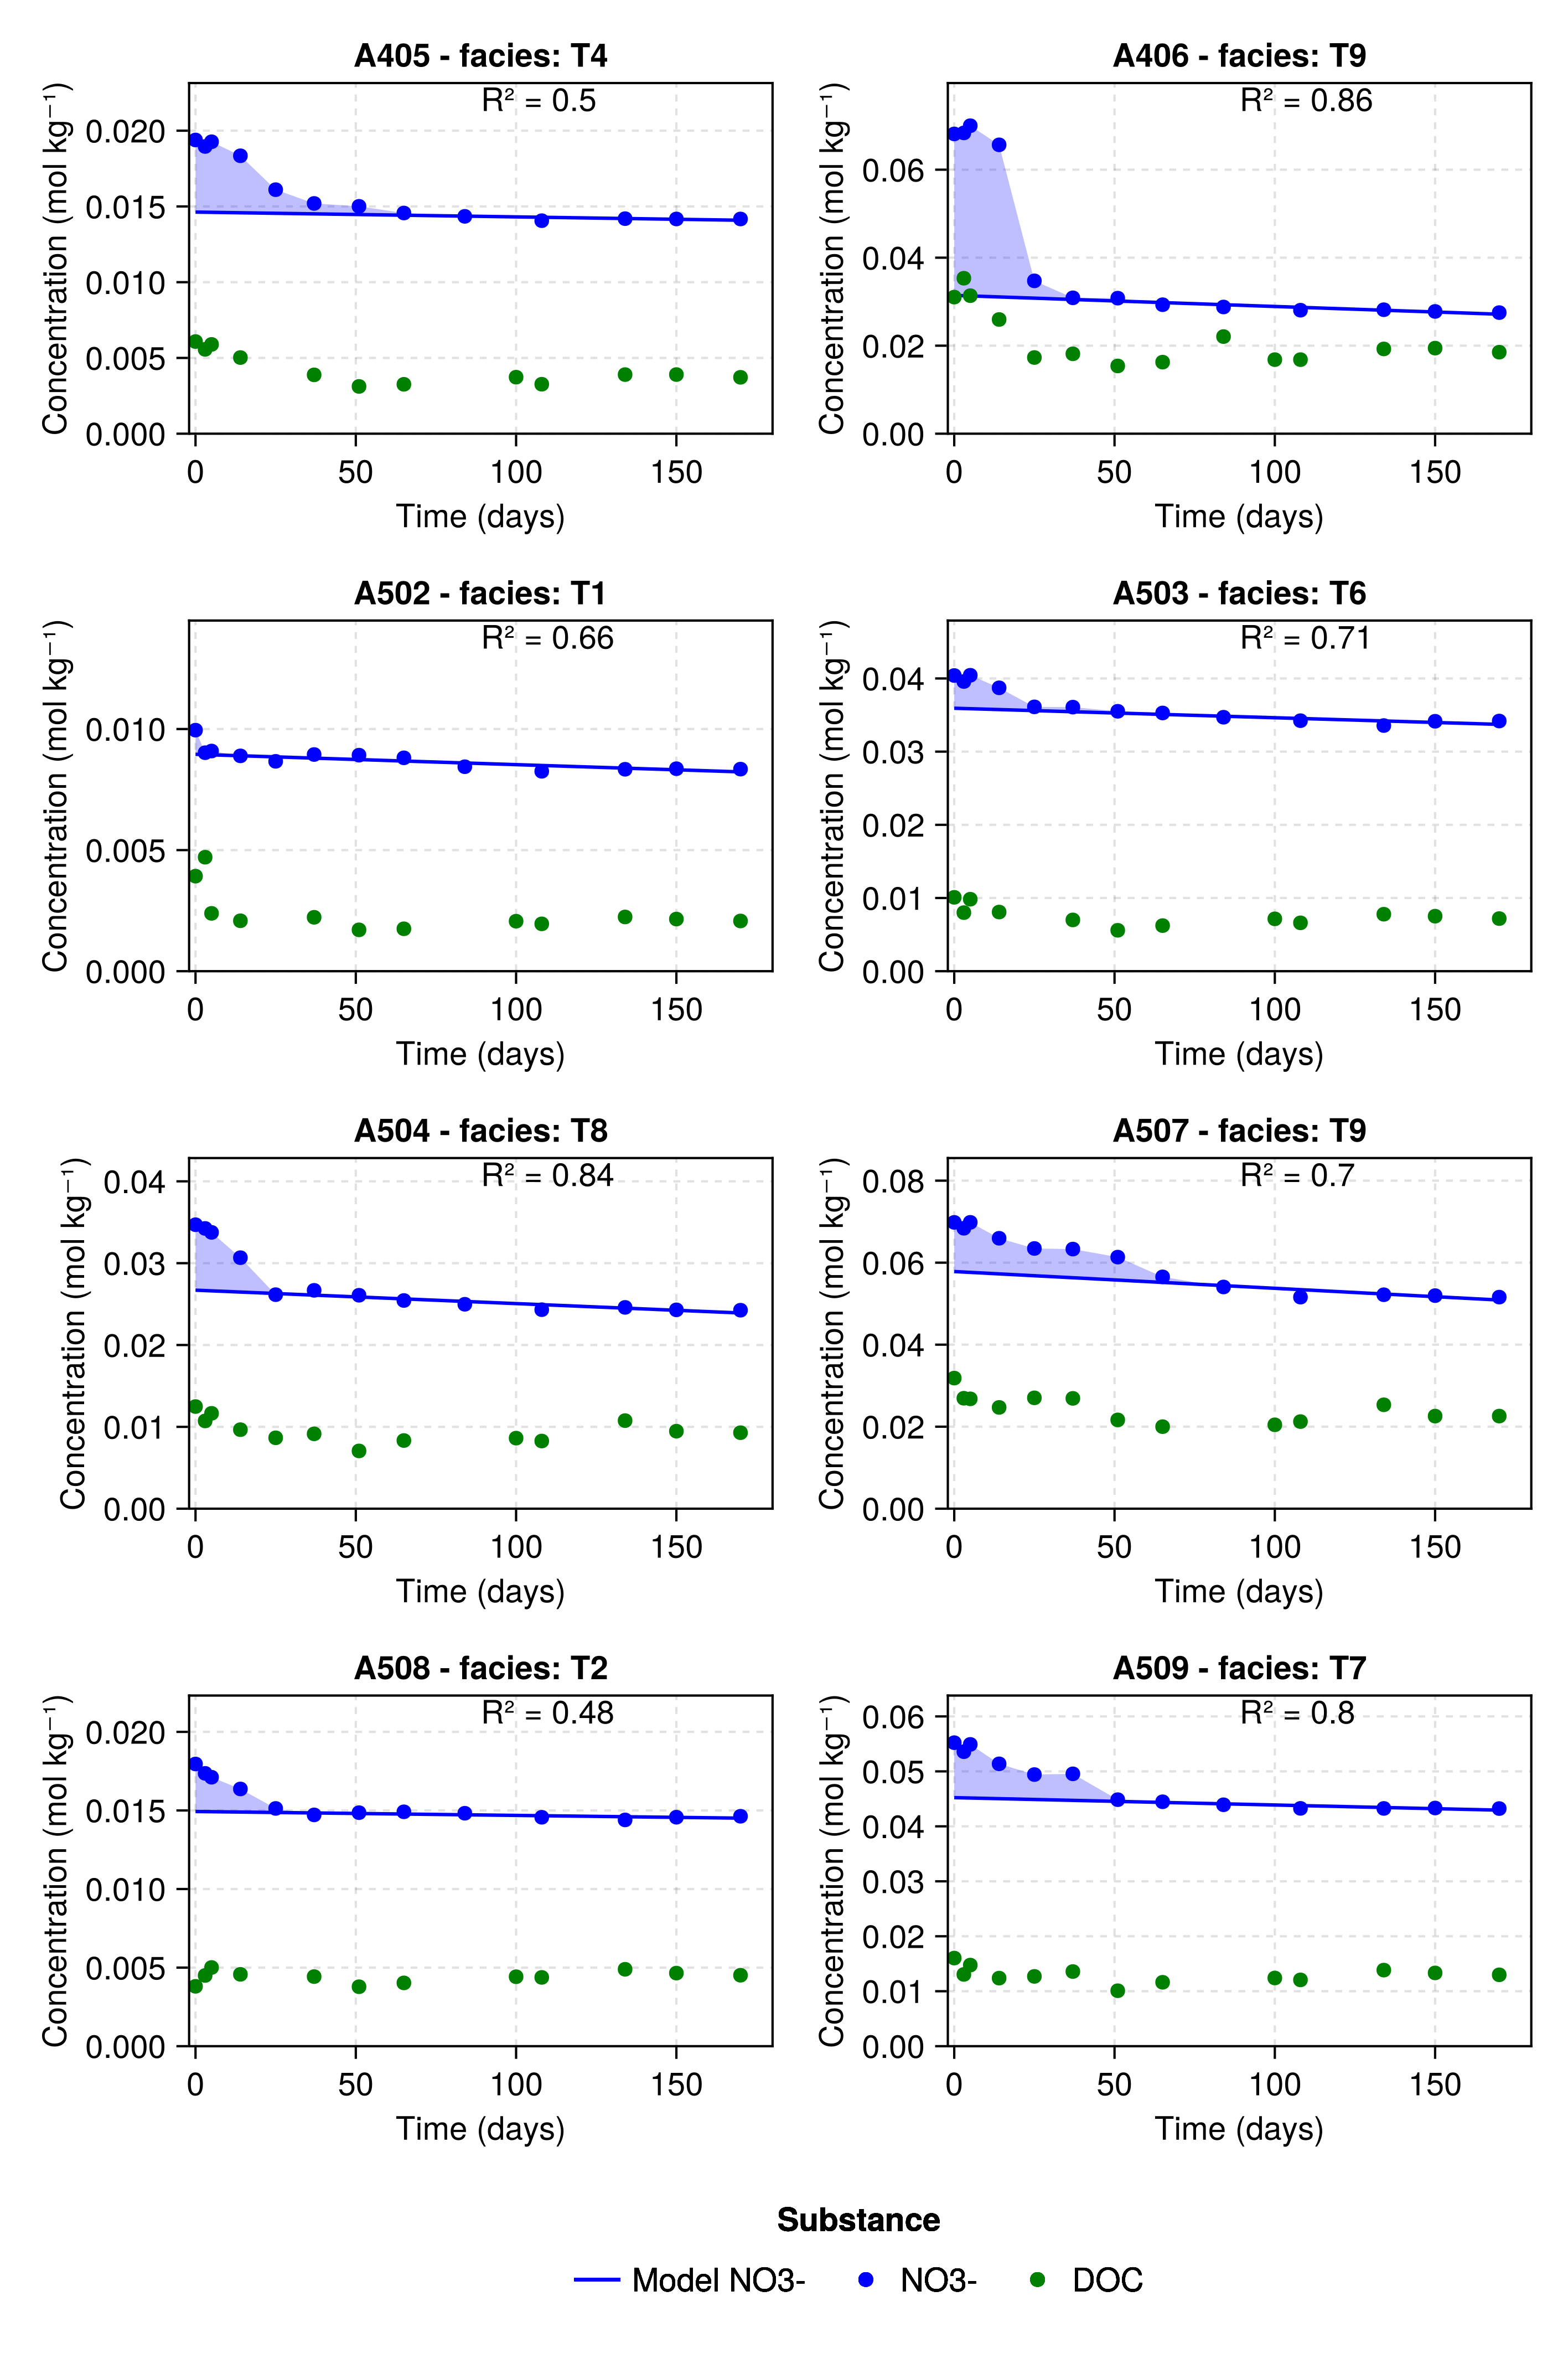 A405 - facies: T4
R² = 0.5
Concentration (mol kg⁻¹)
0.020
0.015
0.010
0.005
0.000
0 50 100 150
Time (days)
A406 - facies: T9
R² = 0.86
Concentration (mol kg⁻¹)
0.06
0.04
0.02
0.00
0 50 100 150
Time (days)
A502 - facies: T1
R² = 0.66
Concentration (mol kg⁻¹)
0.010
0.005
0.000
0 50 100 150
Time (days)
A503 - facies: T6
R² = 0.71
Concentration (mol kg⁻¹)
0.04
0.03
0.02
0.01
0.00
0 50 100 150
Time (days)
A504 - facies: T8
R² = 0.84
Concentration (mol kg⁻¹)
0.04
0.03
0.02
0.01
0.00
0 50 100 150
Time (days)
A507 - facies: T9
R² = 0.7
Concentration (mol kg⁻¹)
0.08
0.06
0.04
0.02
0.00
0 50 100 150
Time (days)
A508 - facies: T2
R² = 0.48
Concentration (mol kg⁻¹)
0.020
0.015
0.010
0.005
0.000
0 50 100 150
Time (days)
A509 - facies: T7
R² = 0.8
Concentration (mol kg⁻¹)
0.06
0.05
0.04
0.03
0.02
0.01
0.00
0 50 100 150
Time (days)
Substance
Model NO3- NO3- DOC